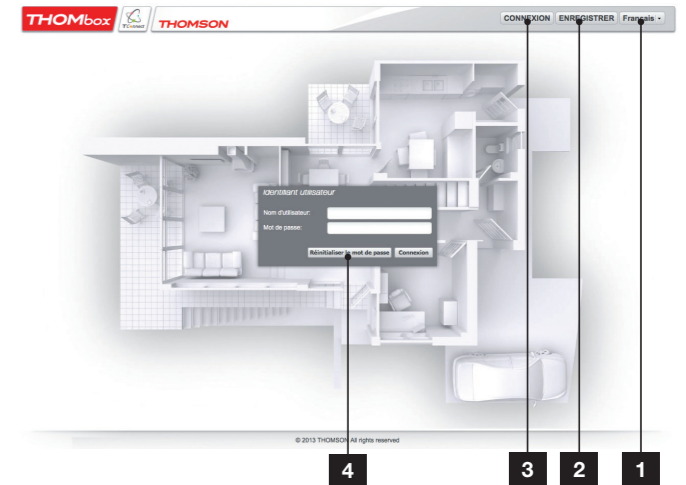 THOMbox TConnect THOMSON CONNEXION ENREGISTRER Français
Identifiant utilisateur
Nom d'utilisateur:
Mot de passe:
Réinitialiser le mot de passe Connexion
© 2013 THOMSON All rights reserved
4 3 2 1